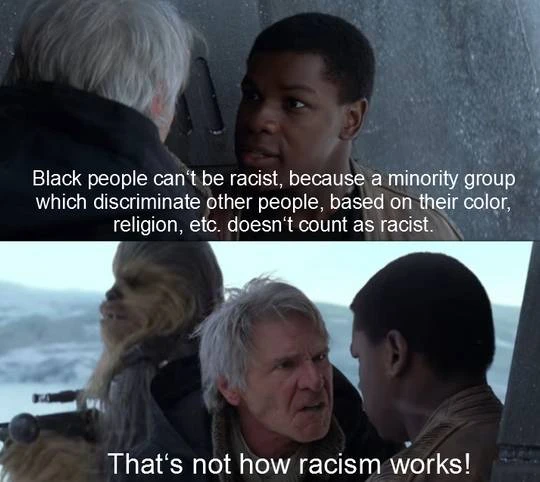 Black people can't be racist, because a minority group
which discriminate other people, based on their color,
religion, etc. doesn't count as racist.
That's not how racism works!